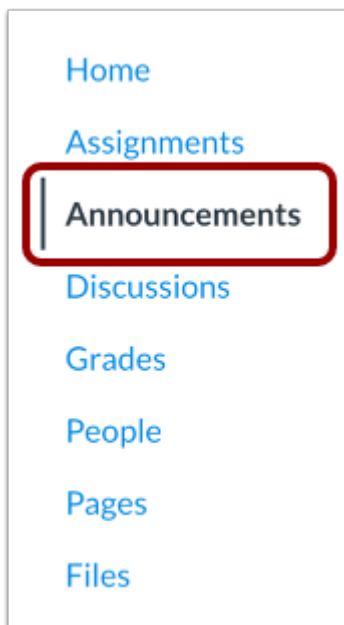 Home
Assignments
Announcements
Discussions
Grades
People
Pages
Files